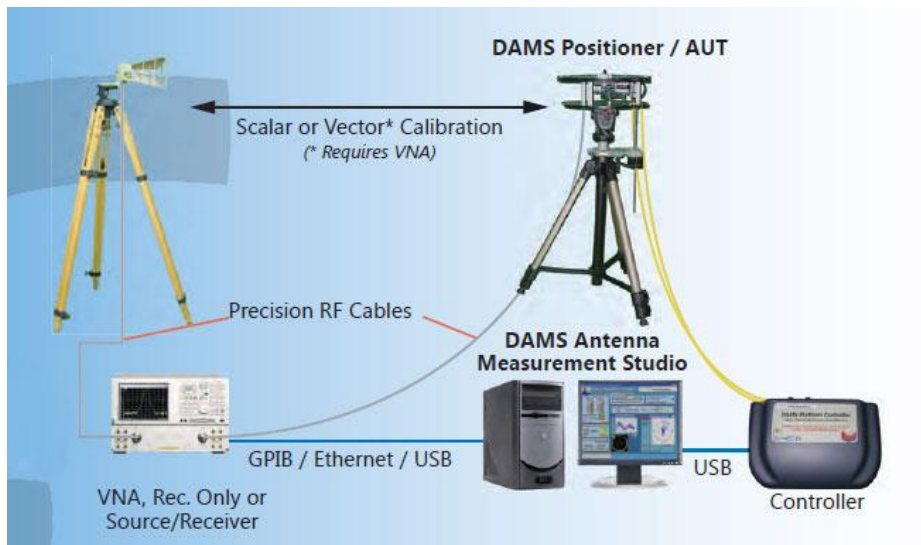 DAMS Positioner / AUT
Scalar or Vector* Calibration
(* Requires VNA)
Precision RF Cables
DAMS Antenna
Measurement Studio
GPIB / Ethernet / USB
USB
VNA, Rec. Only or
Source/Receiver
Controller